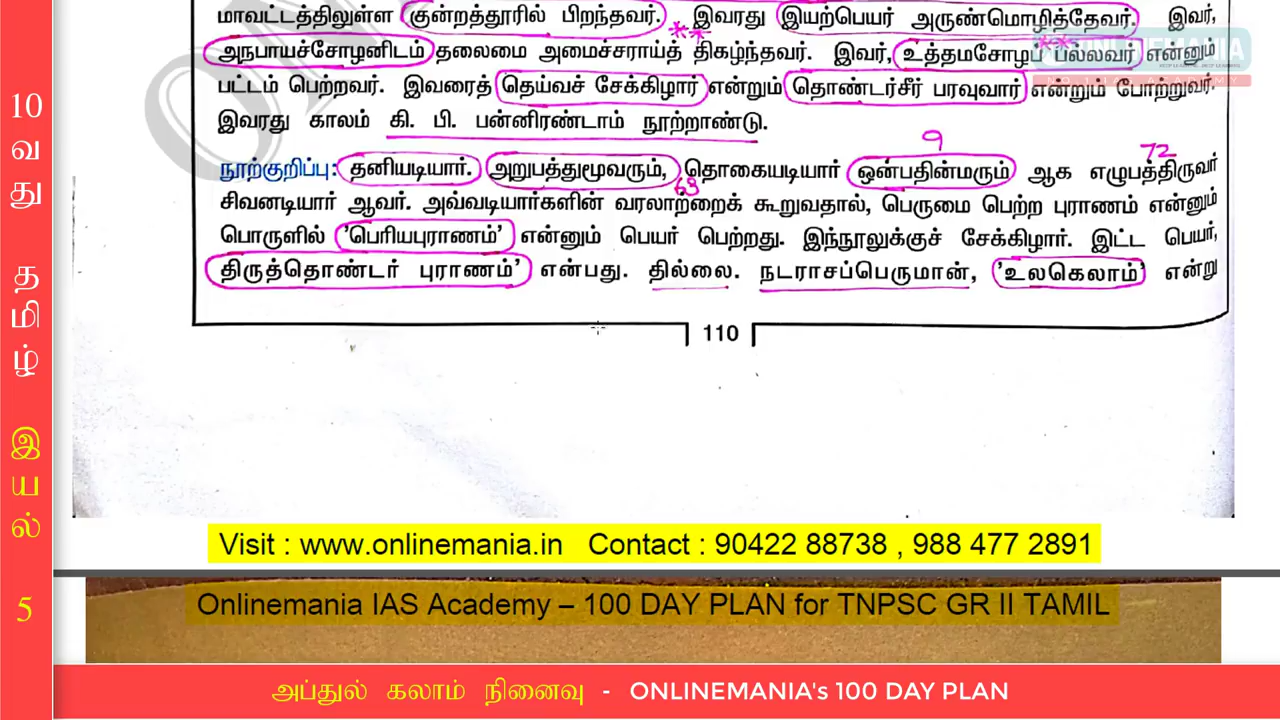 மாவட்டத்திலுள்ள குன்றத்தூரில் பிறந்தவர். இவரது இயற்பெயர் அருண்மொழித்தேவர். இவர்,
அநபாயச்சோழனிடம் தலைமை அமைச்சராய்த் திகழ்ந்தவர். இவர், உத்தமசோழப் பல்லவர் என்னும்
பட்டம் பெற்றவர். இவரைத் தெய்வச் சேக்கிழார் என்றும் தொண்டர்சீர் பரவுவார் என்றும் போற்றுவர்.
இவரது காலம் கி. பி. பன்னிரண்டாம் நூற்றாண்டு.
9
72
நூற்குறிப்பு: தனியடியார். அறுபத்துமூவரும், தொகையடியார் ஒன்பதின்மரும் ஆக எழுபத்திருவர்
63
சிவனடியார் ஆவர். அவ்வடியார்களின் வரலாற்றைக் கூறுவதால், பெருமை பெற்ற புராணம் என்னும்
பொருளில் 'பெரியபுராணம்' என்னும் பெயர் பெற்றது. இந்நூலுக்குச் சேக்கிழார். இட்ட பெயர்,
திருத்தொண்டர் புராணம்' என்பது. தில்லை. நடராசப்பெருமான், 'உலகெலாம்' என்று
110
Visit : www.onlinemania.in Contact : 90422 88738 , 988 477 2891
Onlinemania IAS Academy – 100 DAY PLAN for TNPSC GR II TAMIL
அப்துல் கலாம் நினைவு - ONLINEMANIA's 100 DAY PLAN
10
வ
து
த
மி
ழ்
இ
ய
ல்
5
ONLINEMANIA